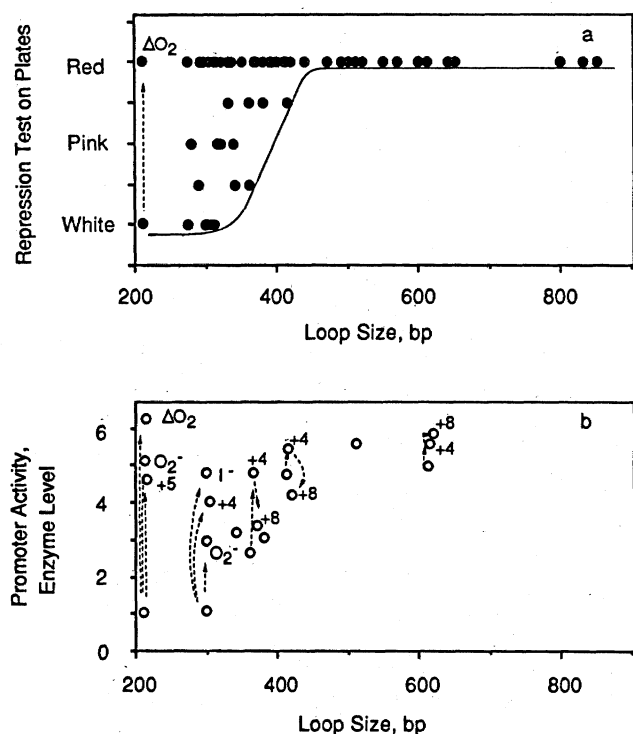 a
ΔO2
Red
Pink
White
Repression Test on Plates
200 400 600 800
Loop Size, bp
b
6
4
2
0
Promoter Activity,
Enzyme Level
ΔO2
O2-
+5
I-
+4
O2-
+4
+8
+4
+8
+8
+4
200 400 600 800
Loop Size, bp